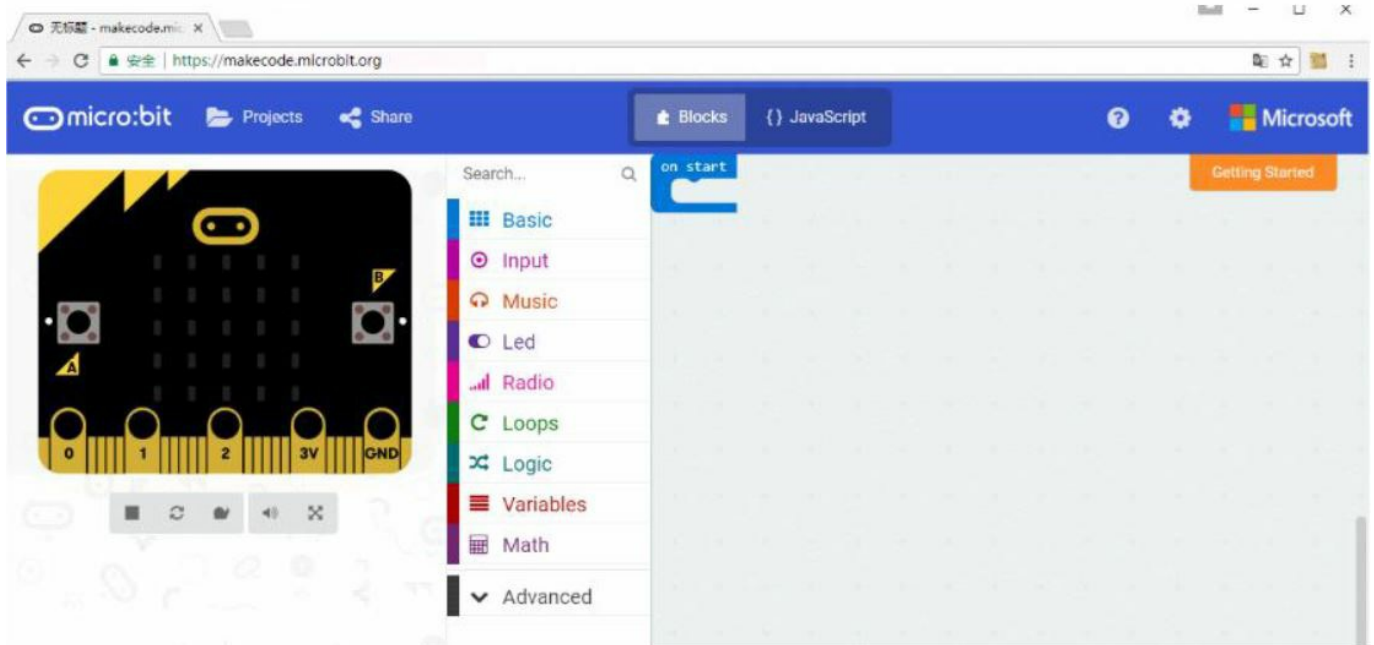 无标题 - makecode.mic
安全 | https://makecode.microbit.org
micro:bit Projects Share Blocks {} JavaScript Microsoft
Search...
on start
Getting Started
Basic
Input
Music
Led
Radio
Loops
Logic
Variables
Math
Advanced
B
A
0 1 2 3V GND